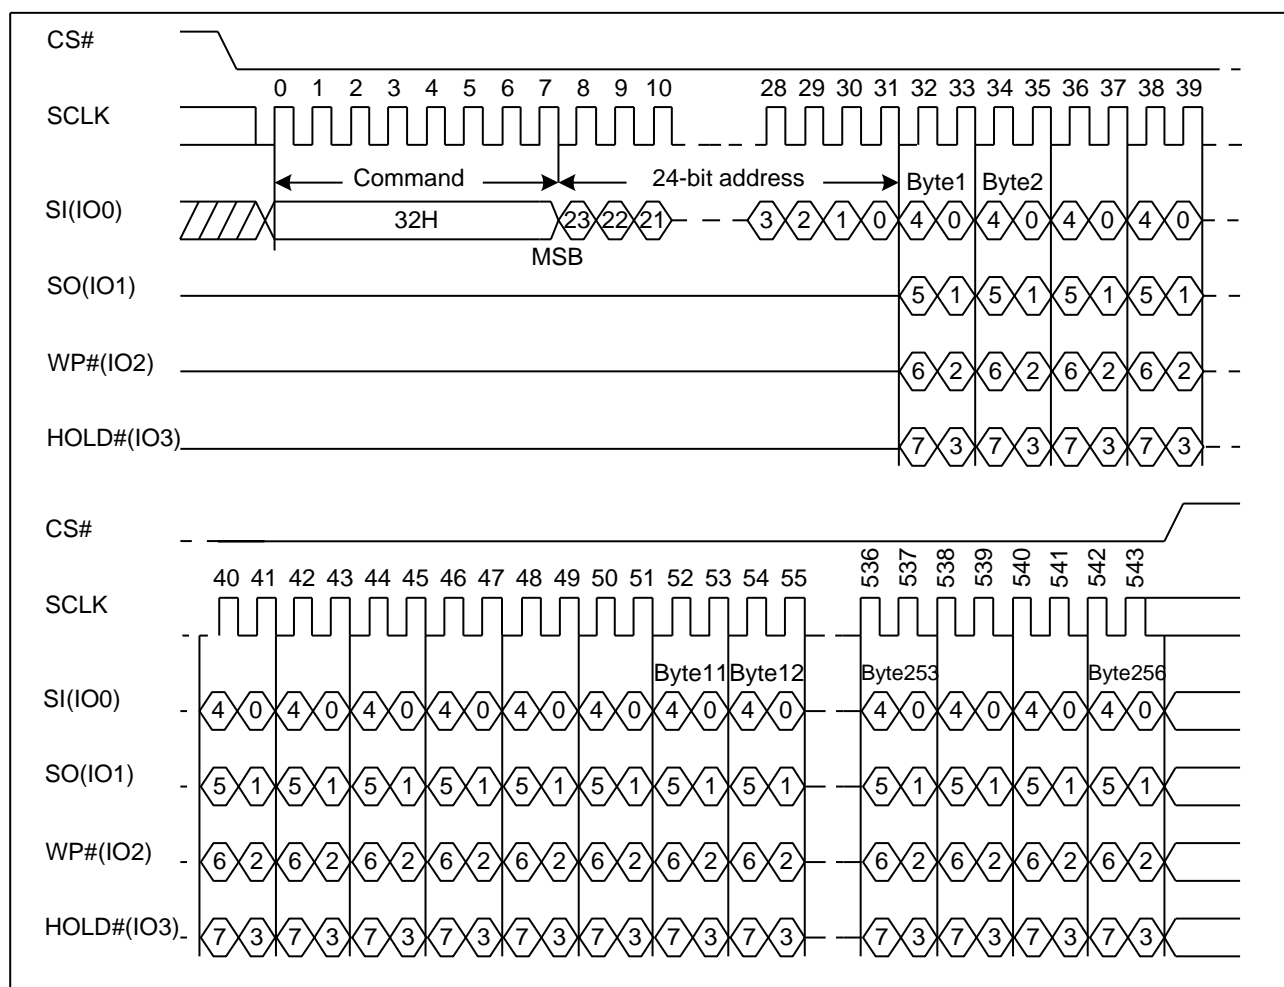 CS#
0 1 2 3 4 5 6 7 8 9 10 28 29 30 31 32 33 34 35 36 37 38 39
SCLK
Command 24-bit address Byte1 Byte2
SI(IO0) 32H 23 22 21 3 2 1 0 4 0 4 0 4 0 4 0
MSB
SO(IO1) 5 1 5 1 5 1 5 1
WP#(IO2) 6 2 6 2 6 2 6 2
HOLD#(IO3) 7 3 7 3 7 3 7 3
CS#
40 41 42 43 44 45 46 47 48 49 50 51 52 53 54 55 536 537 538 539 540 541 542 543
SCLK
Byte11 Byte12 Byte253 Byte256
SI(IO0) 4 0 4 0 4 0 4 0 4 0 4 0 4 0 4 0 4 0 4 0 4 0 4 0
SO(IO1) 5 1 5 1 5 1 5 1 5 1 5 1 5 1 5 1 5 1 5 1 5 1 5 1
WP#(IO2) 6 2 6 2 6 2 6 2 6 2 6 2 6 2 6 2 6 2 6 2 6 2 6 2
HOLD#(IO3) 7 3 7 3 7 3 7 3 7 3 7 3 7 3 7 3 7 3 7 3 7 3 7 3